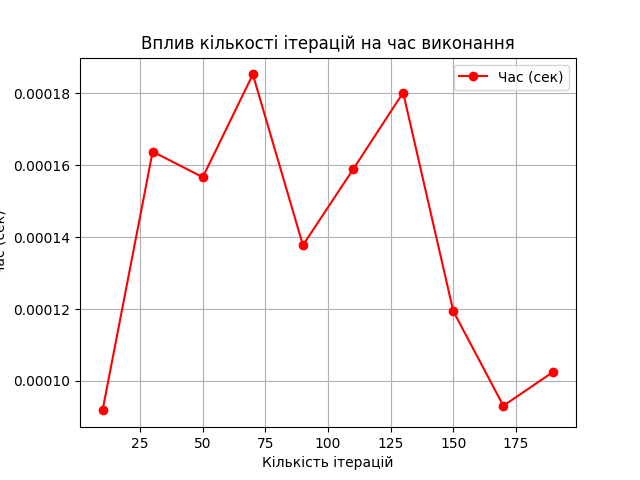 Вплив кількості ітерацій на час виконання
Час (сек)
0.00018
0.00016
0.00014
0.00012
0.00010
25 50 75 100 125 150 175
Кількість ітерацій